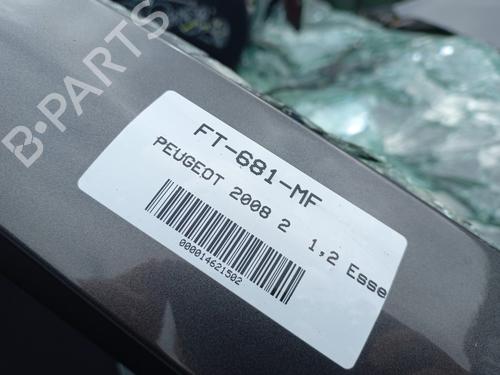 B-PARTS
FT-681-MF
PEUGEOT 2008 2 1,2 Esse
000014621502